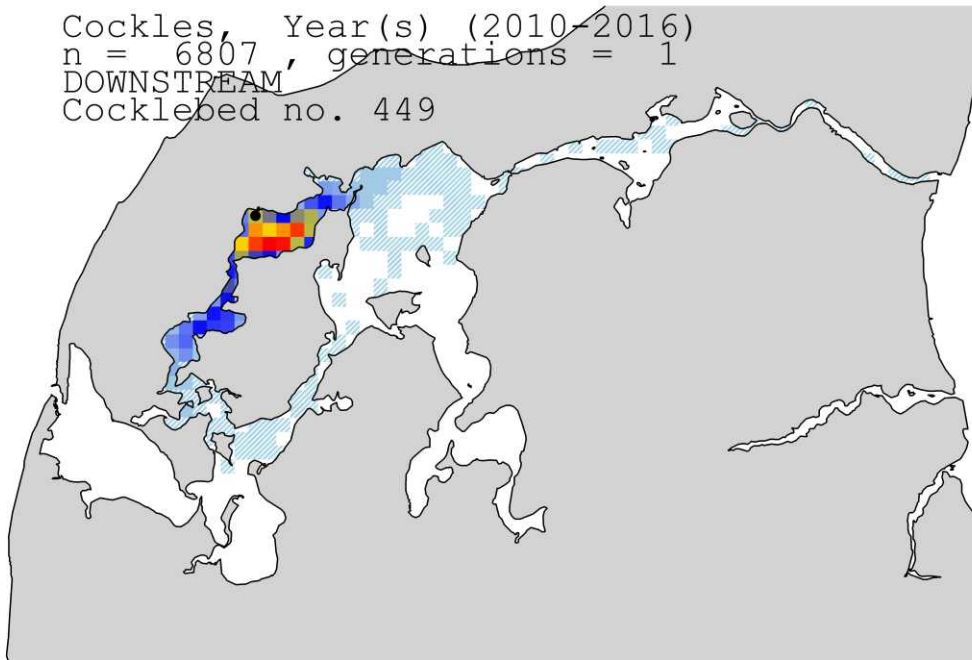 Cockles, Year(s) (2010-2016)
n = 6807 , generations = 1
DOWNSTREAM
Cocklebed no. 449